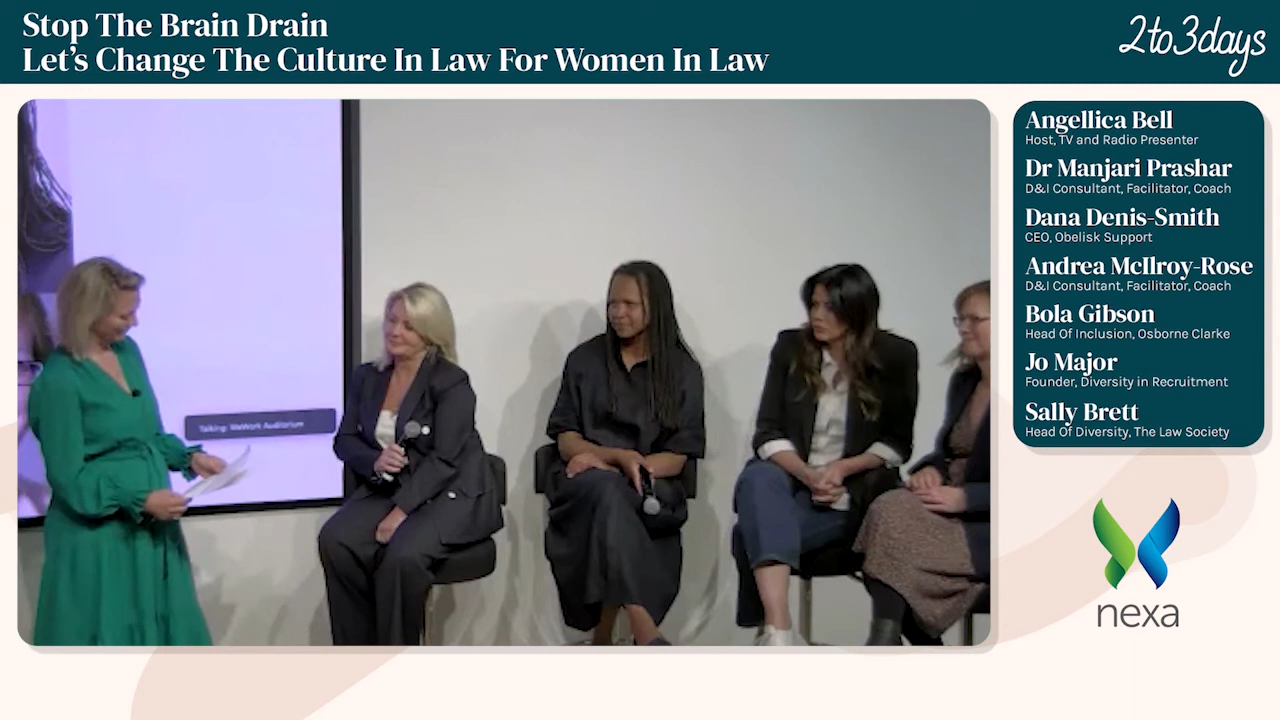 Stop The Brain Drain
Let's Change The Culture In Law For Women In Law
2to3days
Angellica Bell
Host, TV and Radio Presenter
Dr Manjari Prashar
D&I Consultant, Facilitator, Coach
Dana Denis-Smith
CEO, Obelisk Support
Andrea McIlroy-Rose
D&I Consultant, Facilitator, Coach
Bola Gibson
Head Of Inclusion, Osborne Clarke
Jo Major
Founder, Diversity in Recruitment
Sally Brett
Head Of Diversity, The Law Society
Talking: WeWork Auditorium
nexa